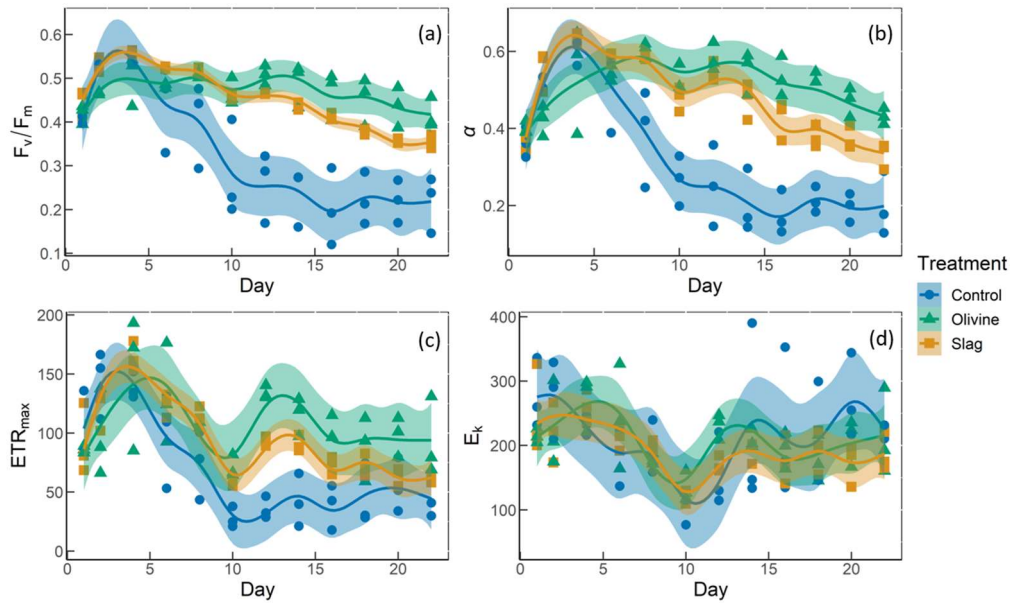 (a)
0.6
0.5
0.4
0.3
0.2
0.1
Fv/Fm
0 5 10 15 20
Day
(b)
0.6
0.4
0.2
α
0 5 10 15 20
Day
(c)
200
150
100
50
0
ETRmax
0 5 10 15 20
Day
(d)
400
300
200
100
Ek
0 5 10 15 20
Day
Treatment
Control
Olivine
Slag